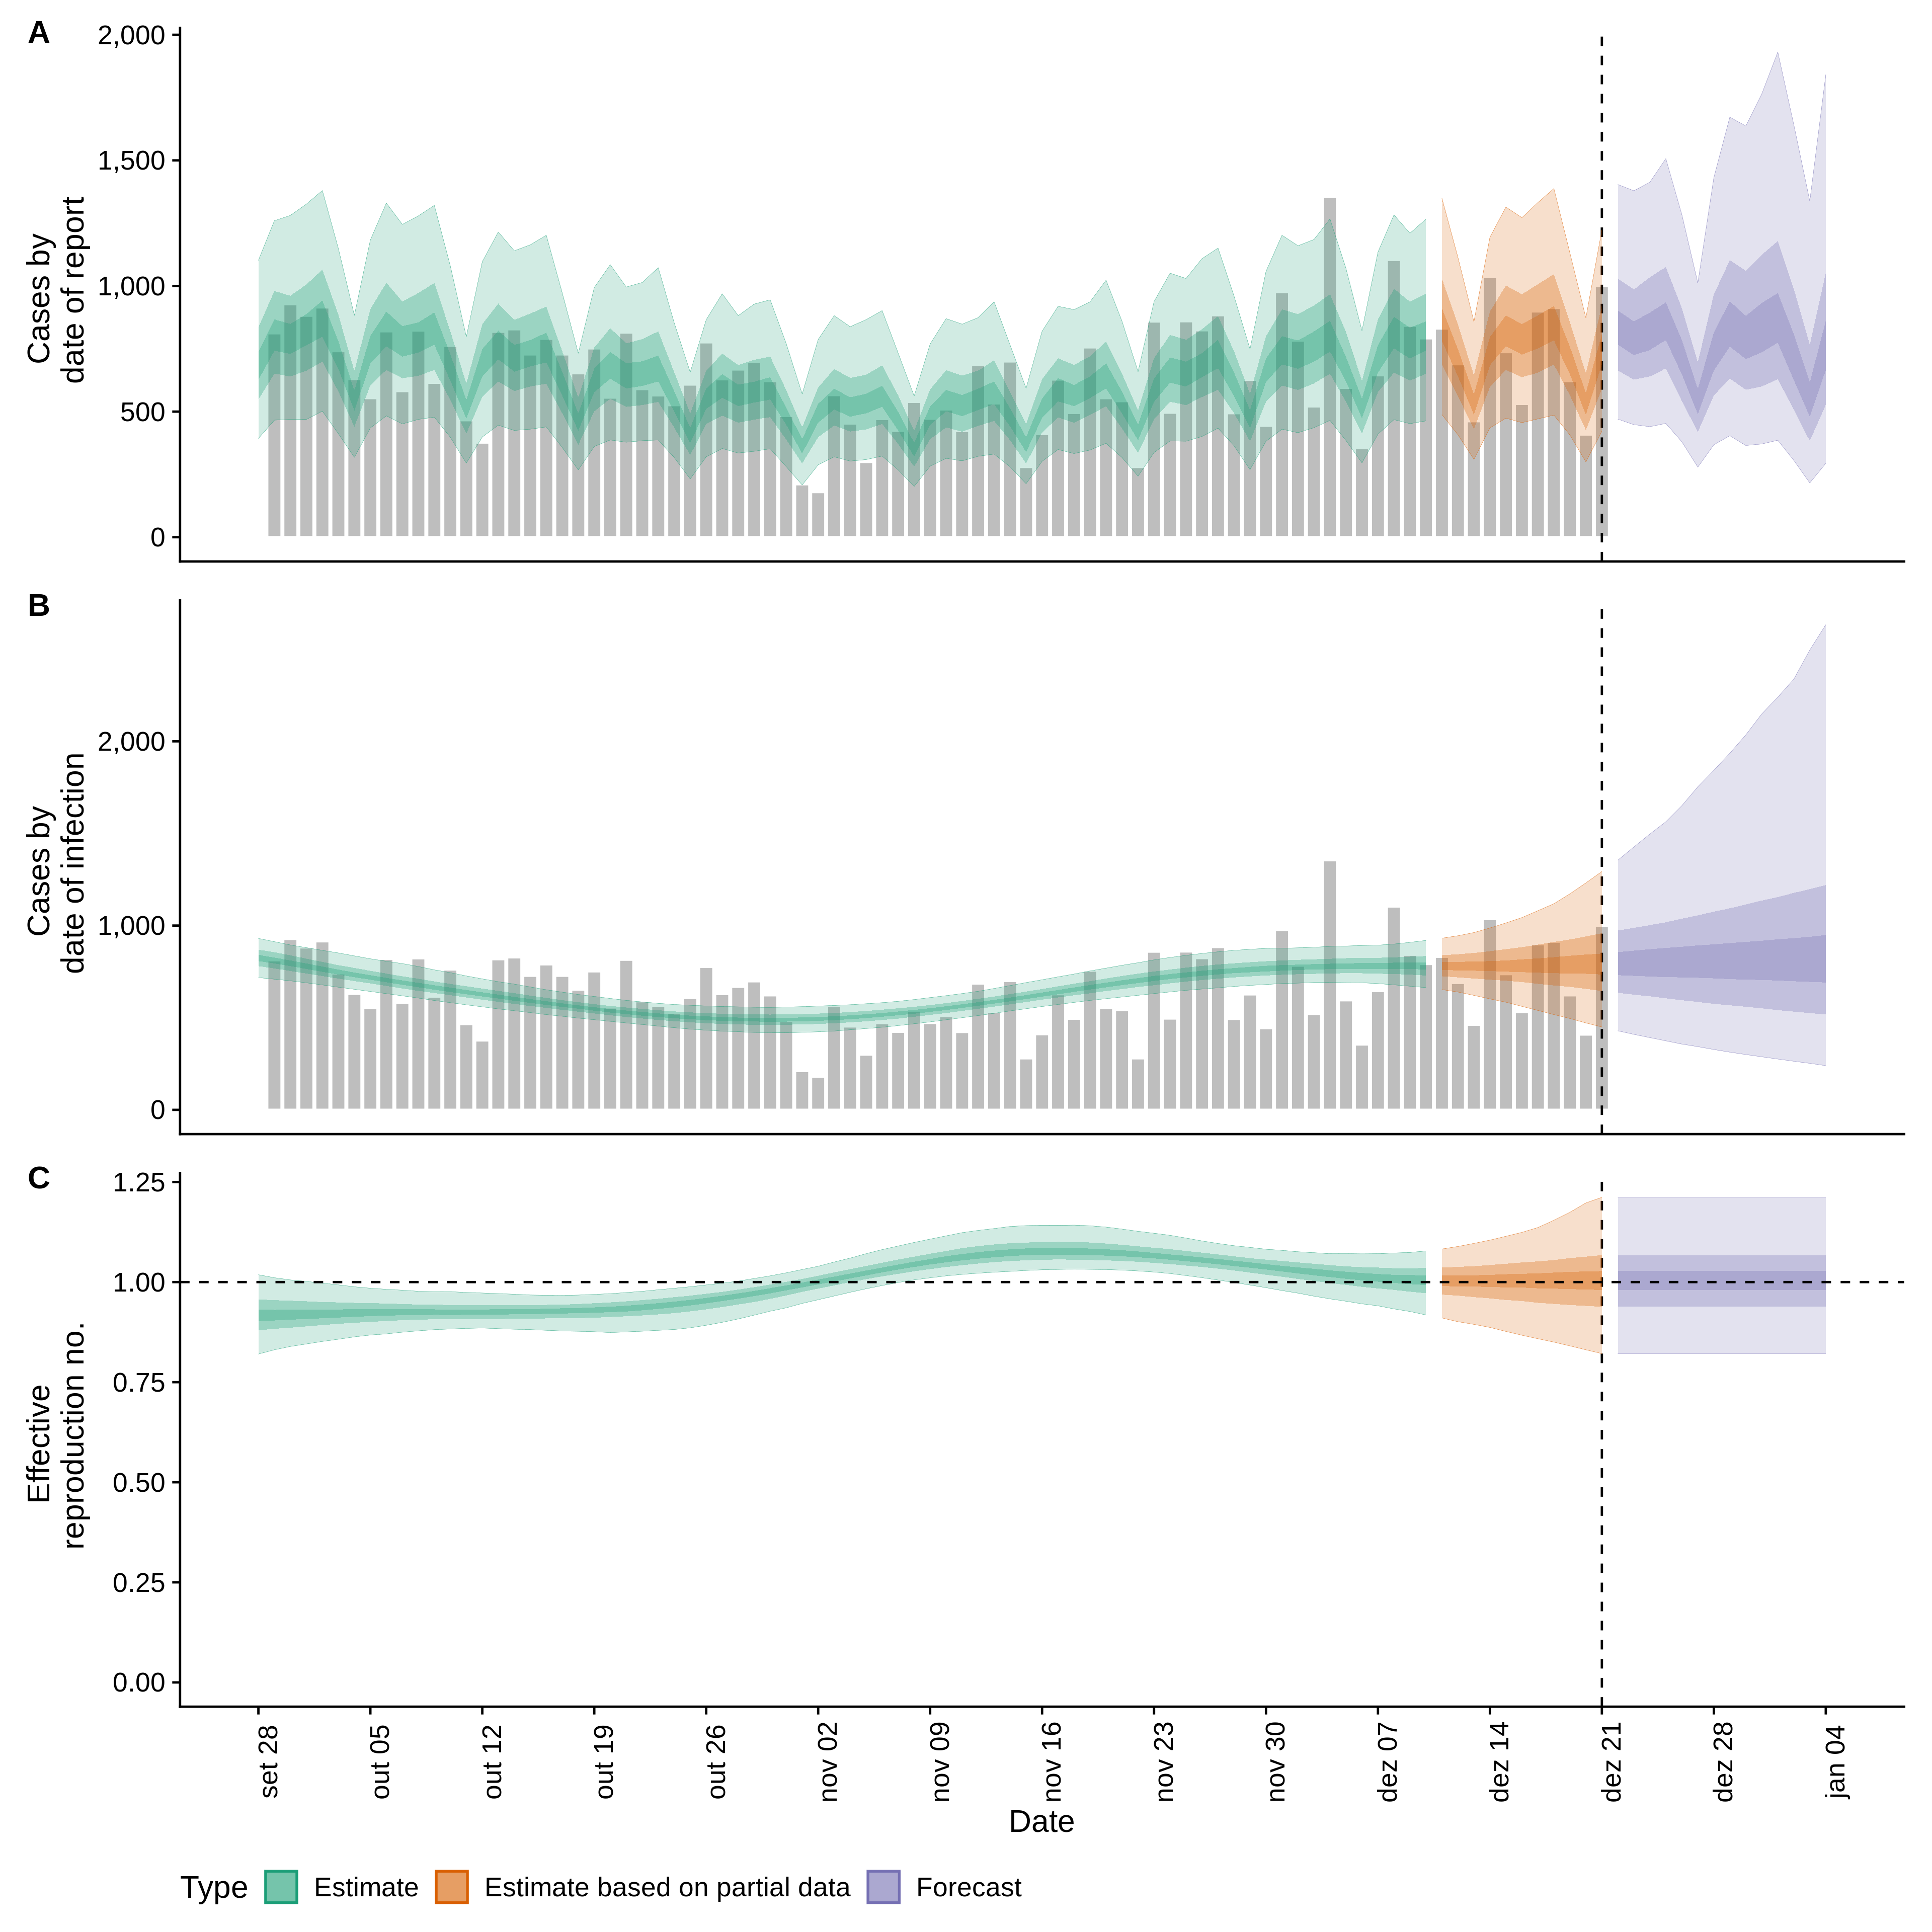 A
2,000
1,500
1,000
500
0
Cases by
date of report
B
2,000
1,000
0
Cases by
date of infection
C
1.25
1.00
0.75
0.50
0.25
0.00
Effective
reproduction no.
set 28
out 05
out 12
out 19
out 26
nov 02
nov 09
nov 16
nov 23
nov 30
dez 07
dez 14
dez 21
dez 28
jan 04
Date
Type Estimate Estimate based on partial data Forecast